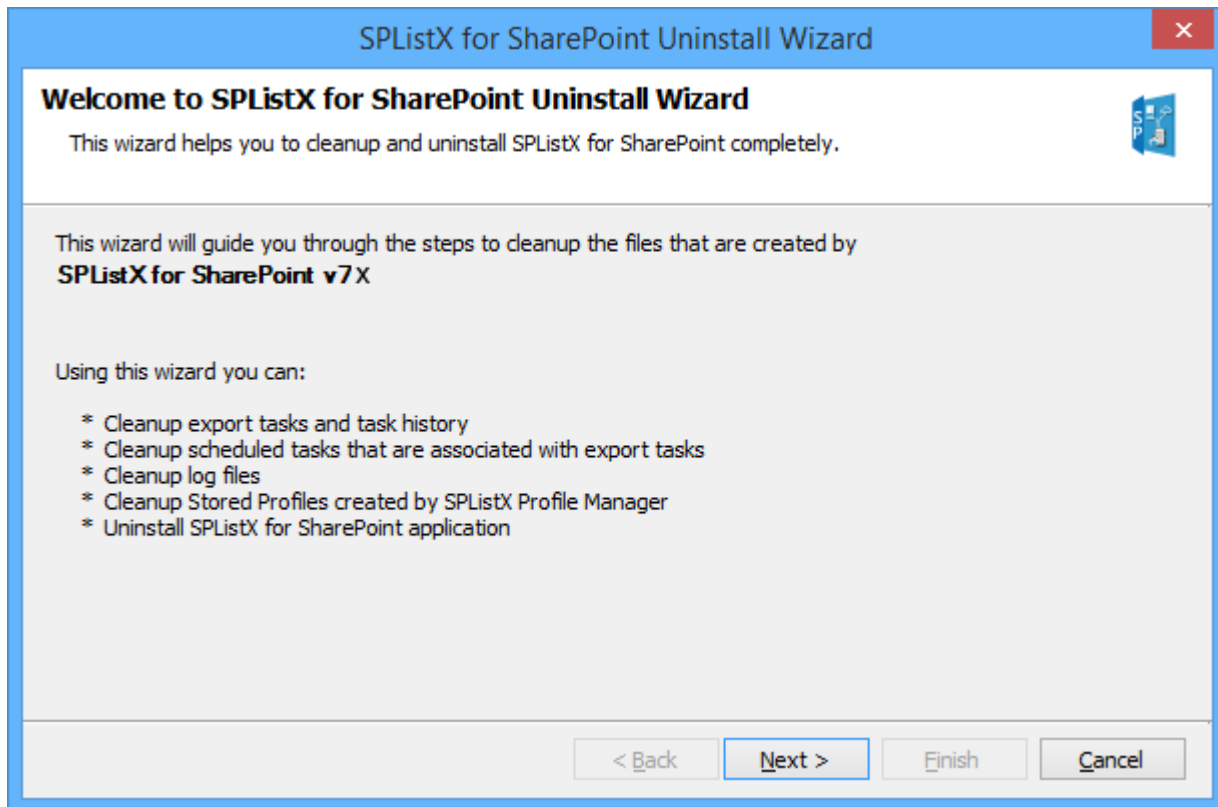 SPListX for SharePoint Uninstall Wizard
Welcome to SPListX for SharePoint Uninstall Wizard
This wizard helps you to cleanup and uninstall SPListX for SharePoint completely.
S
P
This wizard will guide you through the steps to cleanup the files that are created by
SPListX for SharePoint v7X
Using this wizard you can:
* Cleanup export tasks and task history
* Cleanup scheduled tasks that are associated with export tasks
* Cleanup log files
* Cleanup Stored Profiles created by SPListX Profile Manager
* Uninstall SPListX for SharePoint application
< Back Next > Finish Cancel